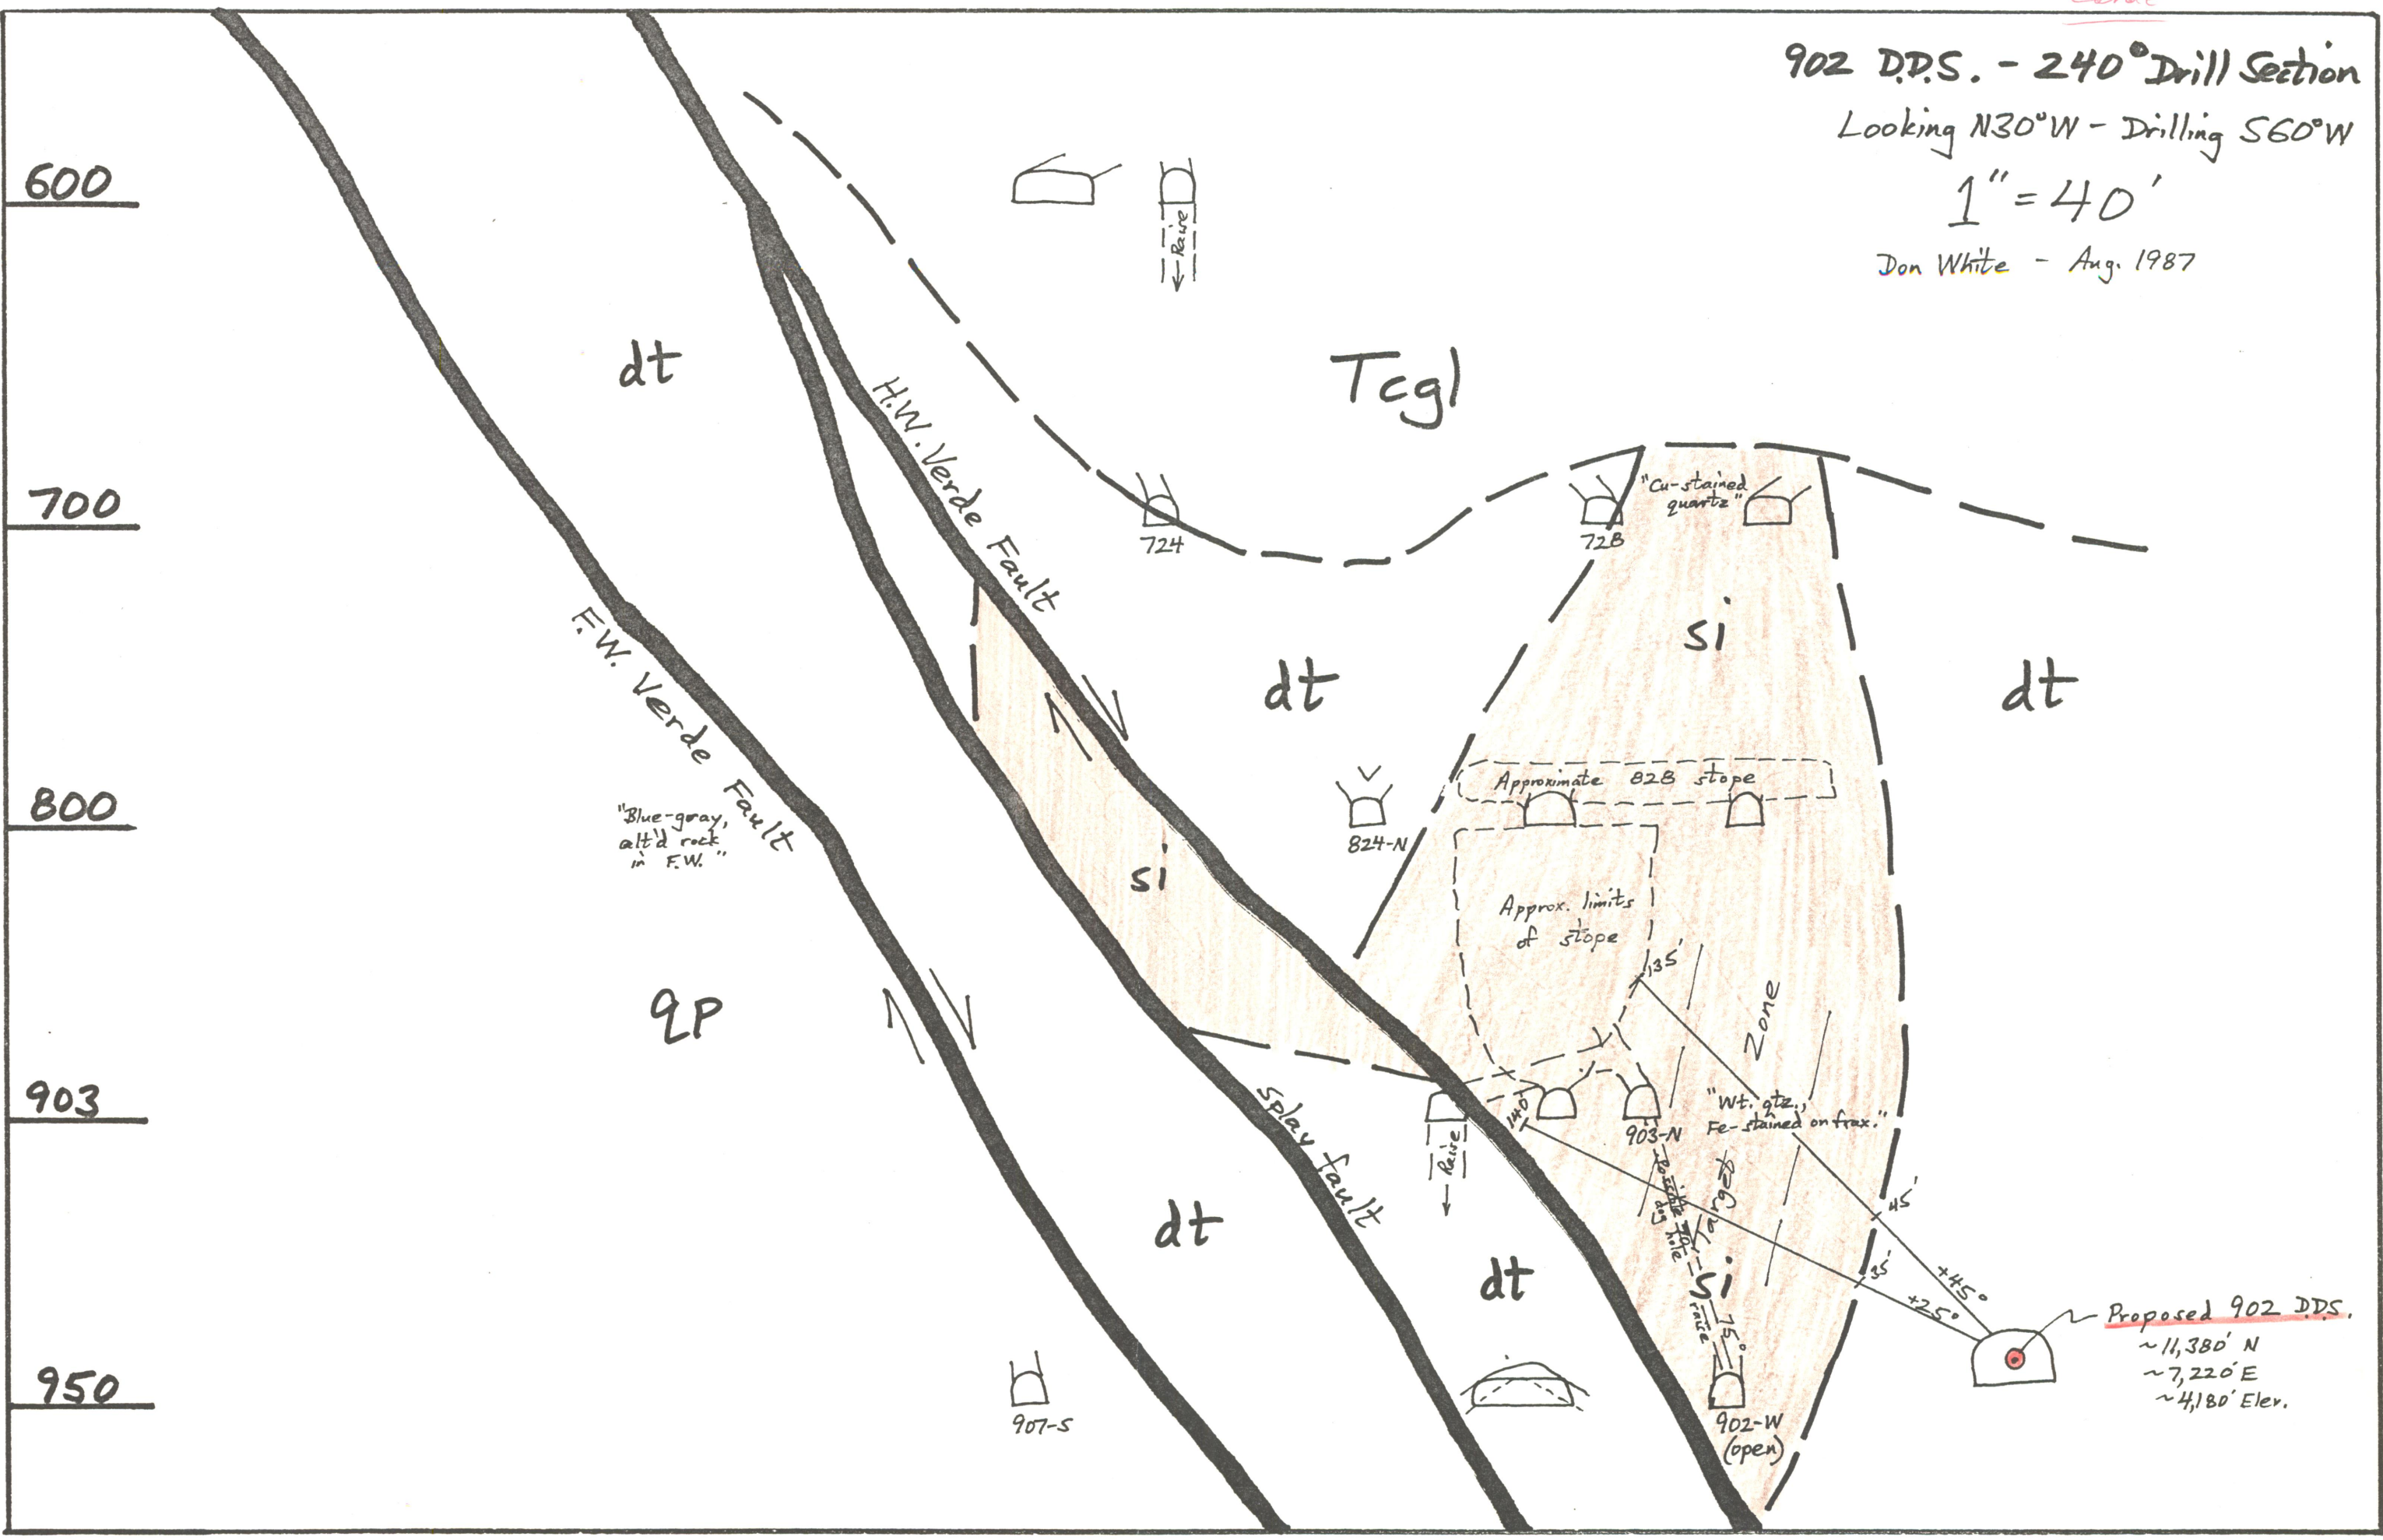 902 D.D.S. - 240° Drill Section
Looking N30°W - Drilling S60°W
1" = 40'
Don White - Aug. 1987
600
Raise
dt
Tcgl
H.W. Verde Fault
700
"Cu-stained
quartz"
724
728
si
F.W. Verde Fault
dt
dt
800
"Blue-gray,
alt'd rock
in F.W."
Approximate 828 stope
824-N
si
Approx. limits
of stope
135'
qp
Zone
903
Splay fault
140'
903-N
"Wt. qtz.,
Fe-stained on frax."
Raise
Possible
dog hole
Target
45'
dt
dt
si
35'
+45°
+25°
raise
75°
Proposed 902 DDS.
~11,380' N
~7,220' E
~4,180' Elev.
950
907-S
902-W
(open)